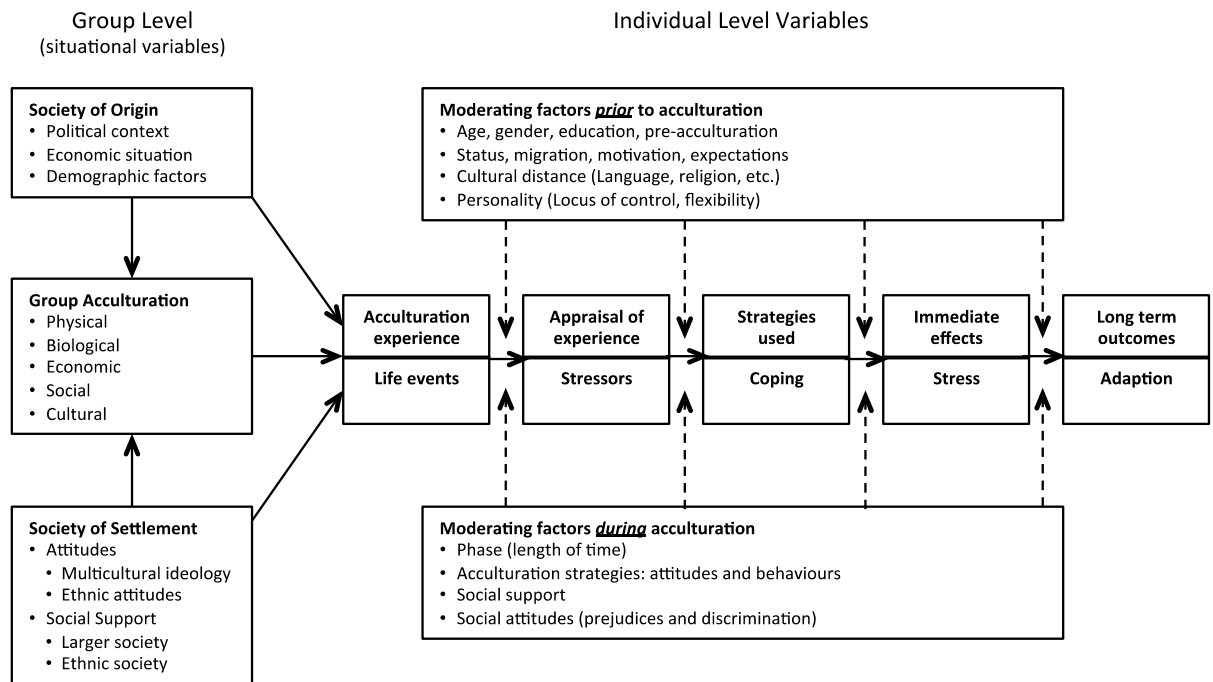 Group Level
(situational variables)
Individual Level Variables
Society of Origin
• Political context
• Economic situation
• Demographic factors
Group Acculturation
• Physical
• Biological
• Economic
• Social
• Cultural
Society of Settlement
• Attitudes
• Multicultural ideology
• Ethnic attitudes
• Social Support
• Larger society
• Ethnic society
Moderating factors prior to acculturation
• Age, gender, education, pre-acculturation
• Status, migration, motivation, expectations
• Cultural distance (Language, religion, etc.)
• Personality (Locus of control, flexibility)
Acculturation
experience
Life events
Appraisal of
experience
Stressors
Strategies
used
Coping
Immediate
effects
Stress
Long term
outcomes
Adaption
Moderating factors during acculturation
• Phase (length of time)
• Acculturation strategies: attitudes and behaviours
• Social support
• Social attitudes (prejudices and discrimination)